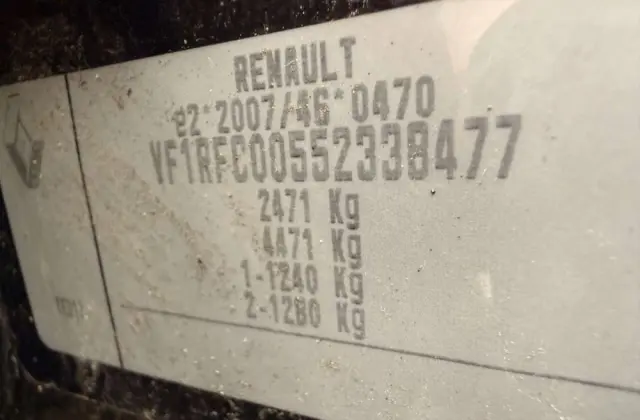 RENAULT
e2*2007/46*0470
VF1RFC00552338477
2471 Kg
4471 Kg
1-1240 Kg
2-1280 Kg